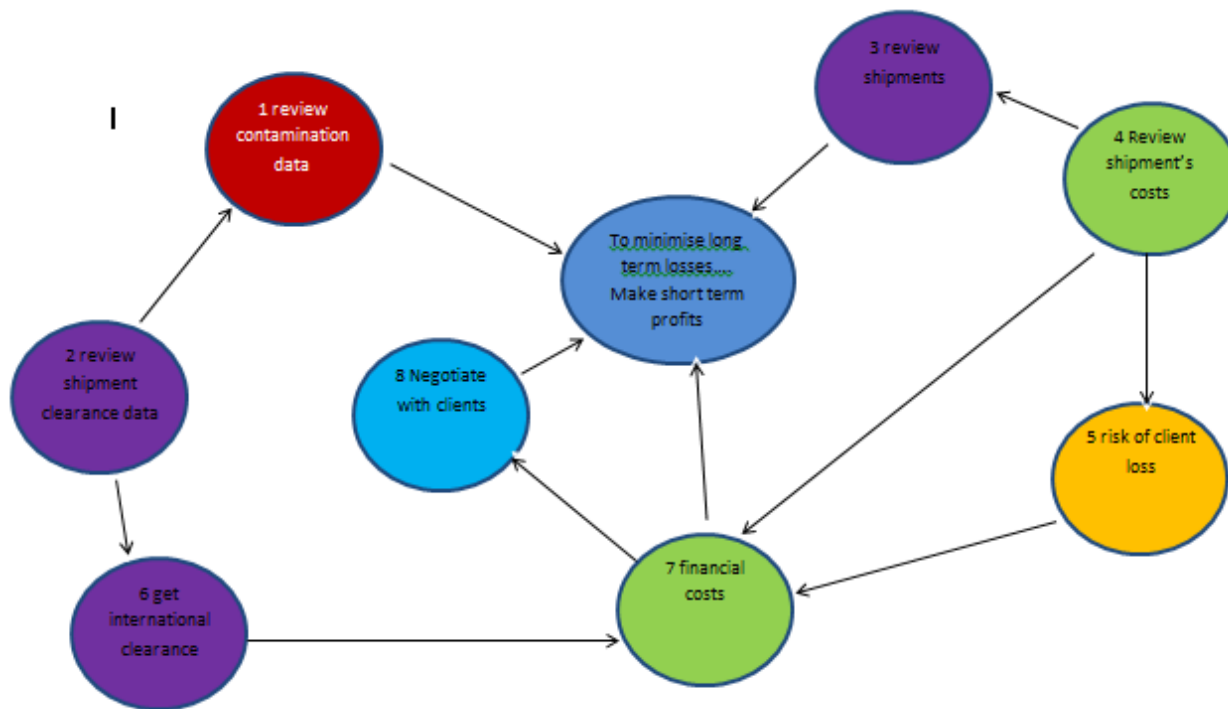 I
1 review
contamination
data
2 review
shipment
clearance data
3 review
shipments
4 Review
shipment's
costs
To minimise long
term losses....
Make short term
profits
8 Negotiate
with clients
5 risk of client
loss
7 financial
costs
6 get
international
clearance